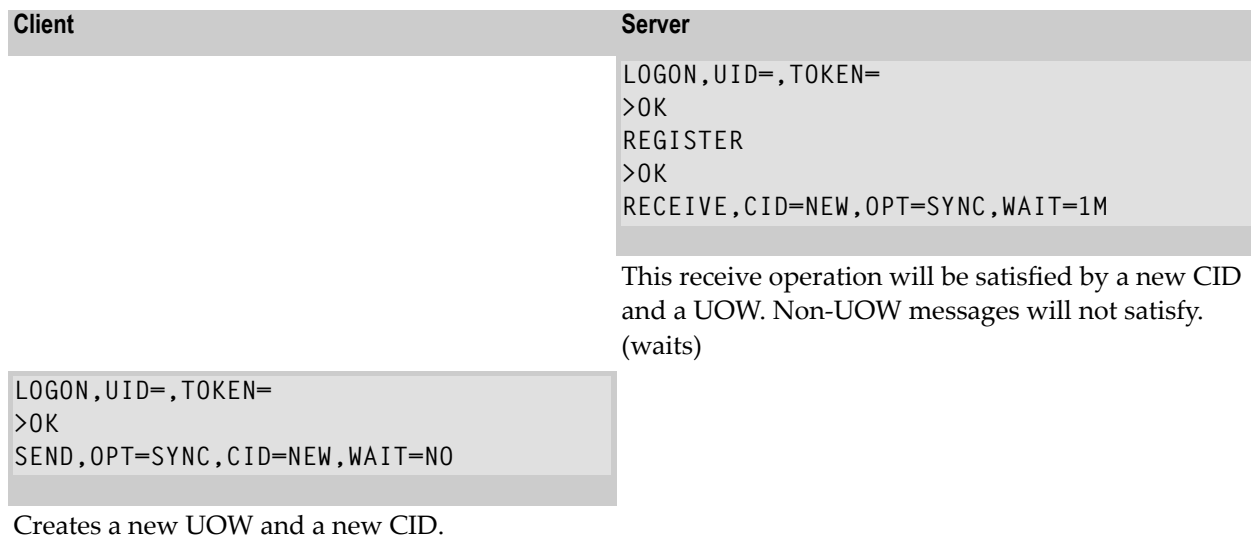 Client
Server
LOGON,UID=,TOKEN=
>OK
REGISTER
>OK
RECEIVE,CID=NEW,OPT=SYNC,WAIT=1M
This receive operation will be satisfied by a new CID
and a UOW. Non-UOW messages will not satisfy.
(waits)
LOGON,UID=,TOKEN=
>OK
SEND,OPT=SYNC,CID=NEW,WAIT=NO
Creates a new UOW and a new CID.